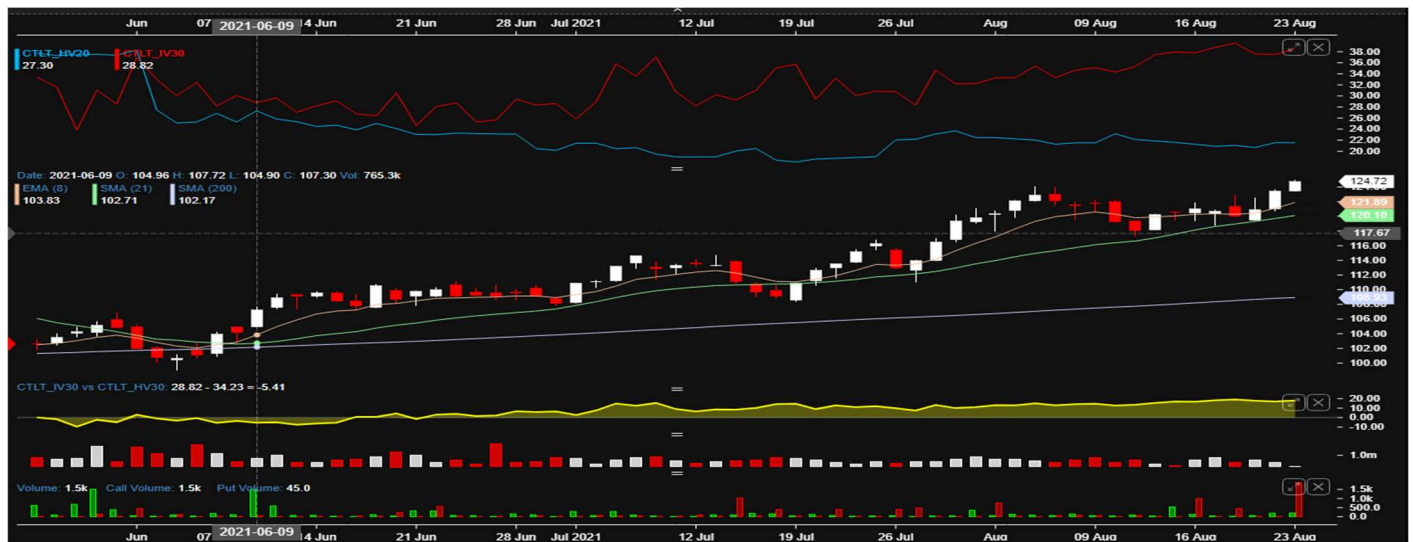 Jun 07 2021-06-09 14 Jun 21 Jun 28 Jun Jul 2021 12 Jul 19 Jul 26 Jul Aug 09 Aug 16 Aug 23 Aug
CTLT_HV20 CTLT_IV30
27.30 28.82
38.00
36.00
34.00
32.00
30.00
28.00
26.00
24.00
22.00
20.00
Date: 2021-06-09 O: 104.96 H: 107.72 L: 104.90 C: 107.30 Vol: 765.3k
EMA (8) SMA (21) SMA (200)
103.83 102.71 102.17
124.72
121.89
120.10
117.67
116.00
114.00
112.00
110.00
108.93
106.00
104.00
102.00
100.00
CTLT_IV30 vs CTLT_HV30: 28.82 - 34.23 = -5.41
20.00
10.00
0.00
-10.00
1.0m
Volume: 1.5k Call Volume: 1.5k Put Volume: 45.0
1.5k
1.0k
500.0
0.0
Jun 2021-06-09 14 Jun 21 Jun 28 Jun Jul 2021 12 Jul 19 Jul 26 Jul Aug 09 Aug 16 Aug 23 Aug